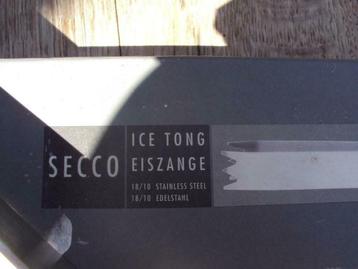 SECCO
ICE TONG
EISZANGE
18/10 STAINLESS STEEL
18/10 EDELSTAHL